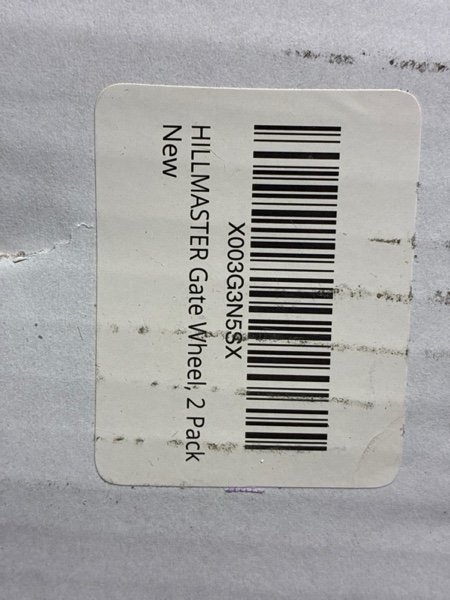 X003G3N5SX
HILLMASTER Gate Wheel, 2 Pack
New